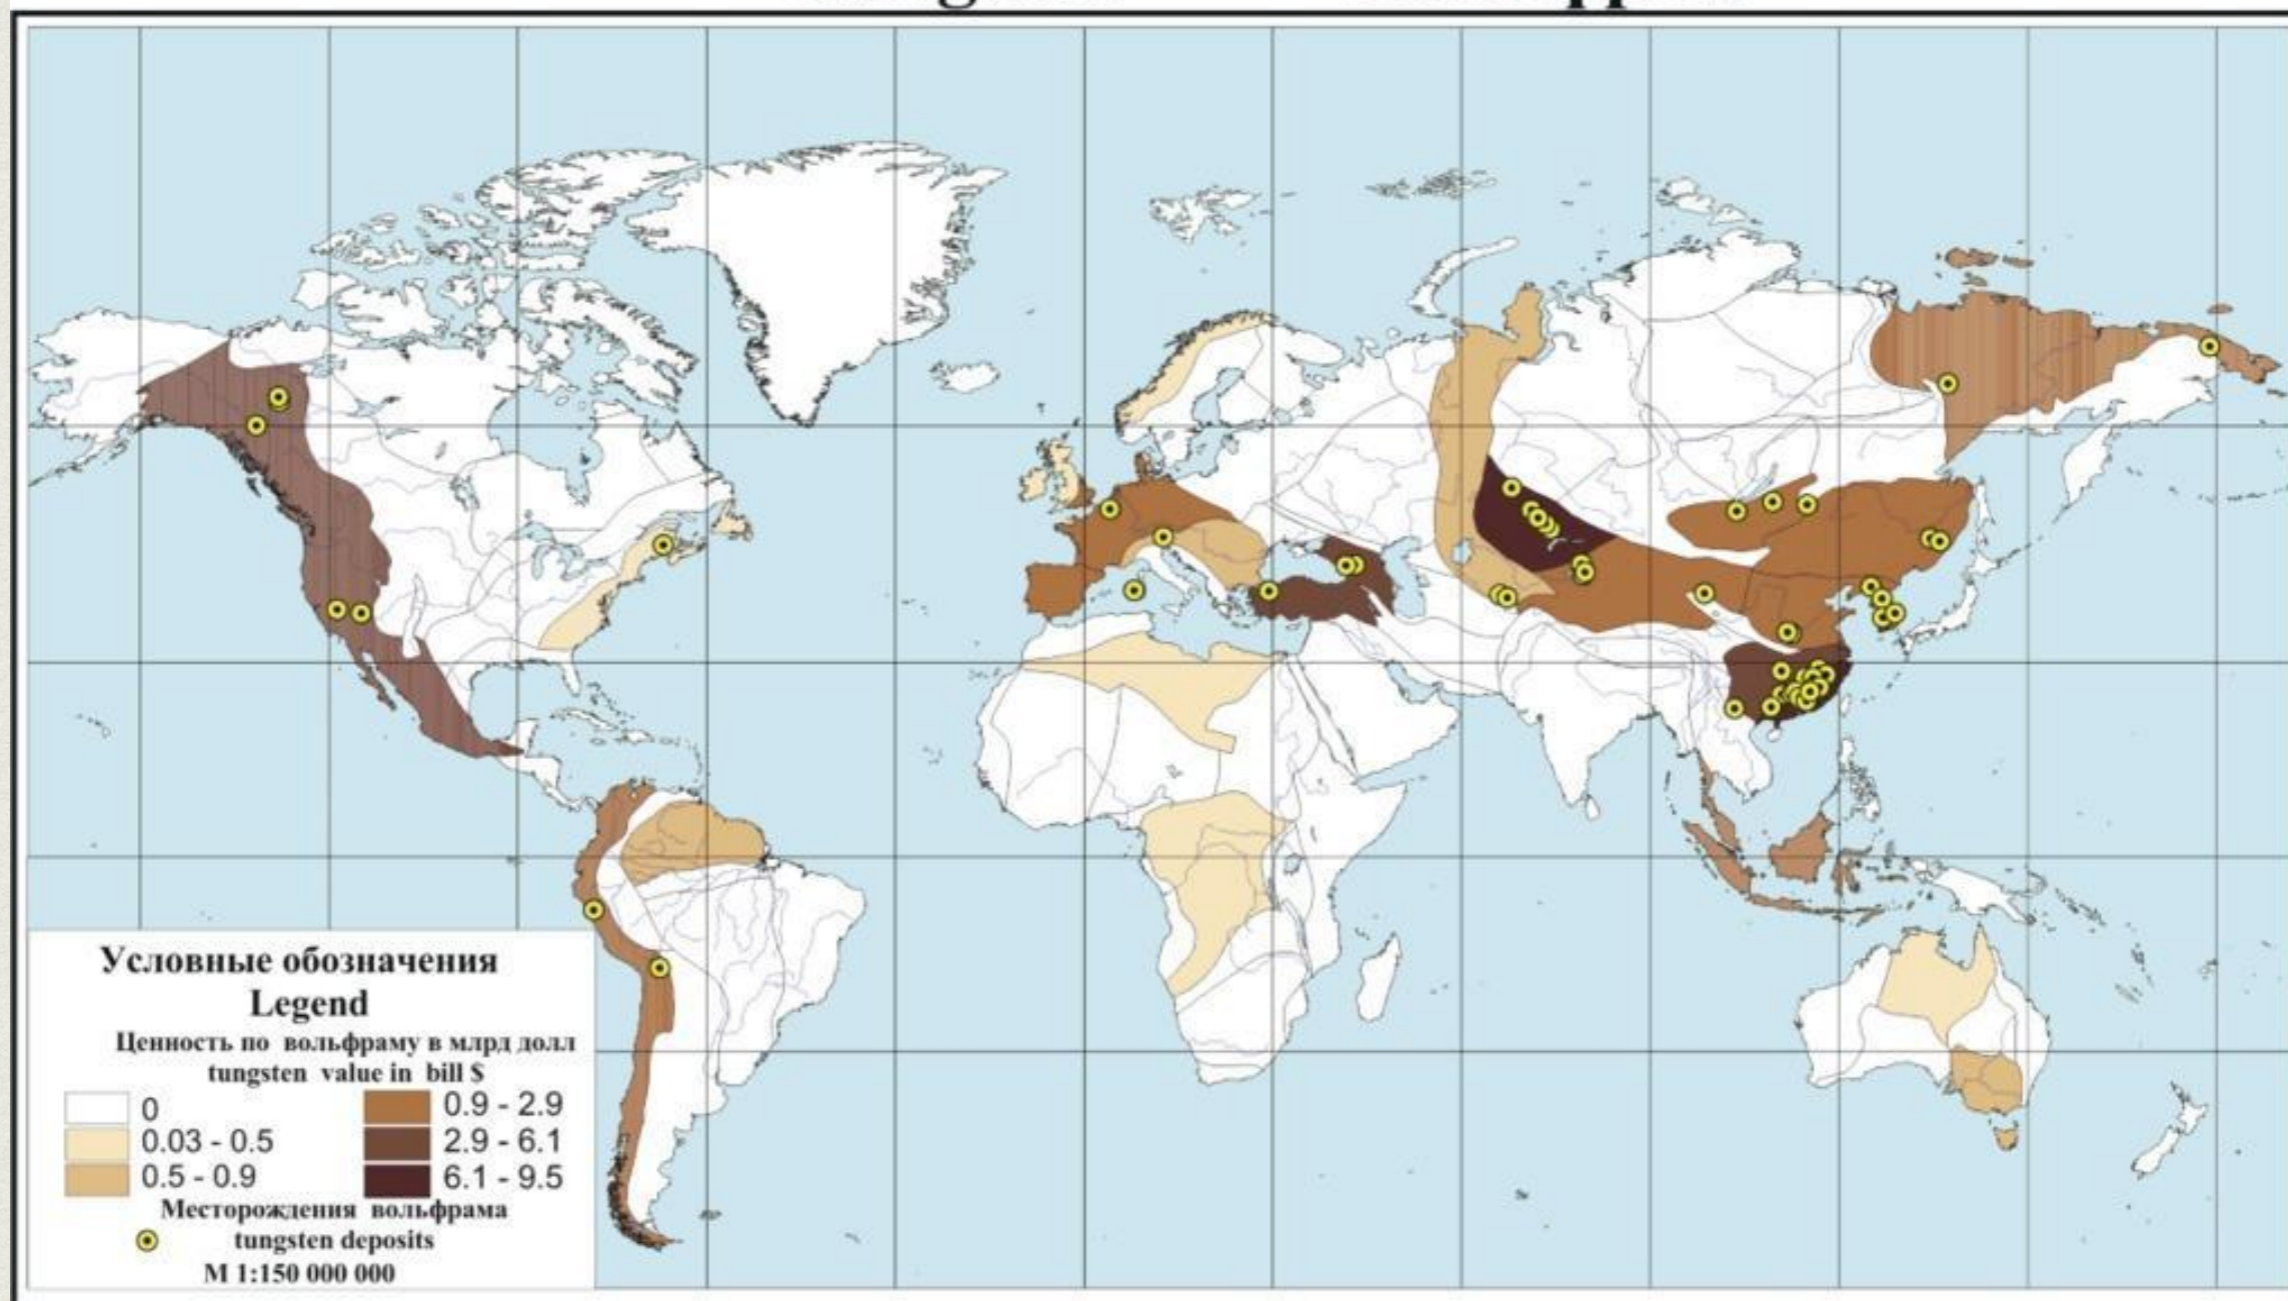 Условные обозначения
Legend
Ценность по вольфраму в млрд долл
tungsten value in bill $
0
0.03 - 0.5
0.5 - 0.9
0.9 - 2.9
2.9 - 6.1
6.1 - 9.5
Месторождения вольфрама
tungsten deposits
М 1:150 000 000